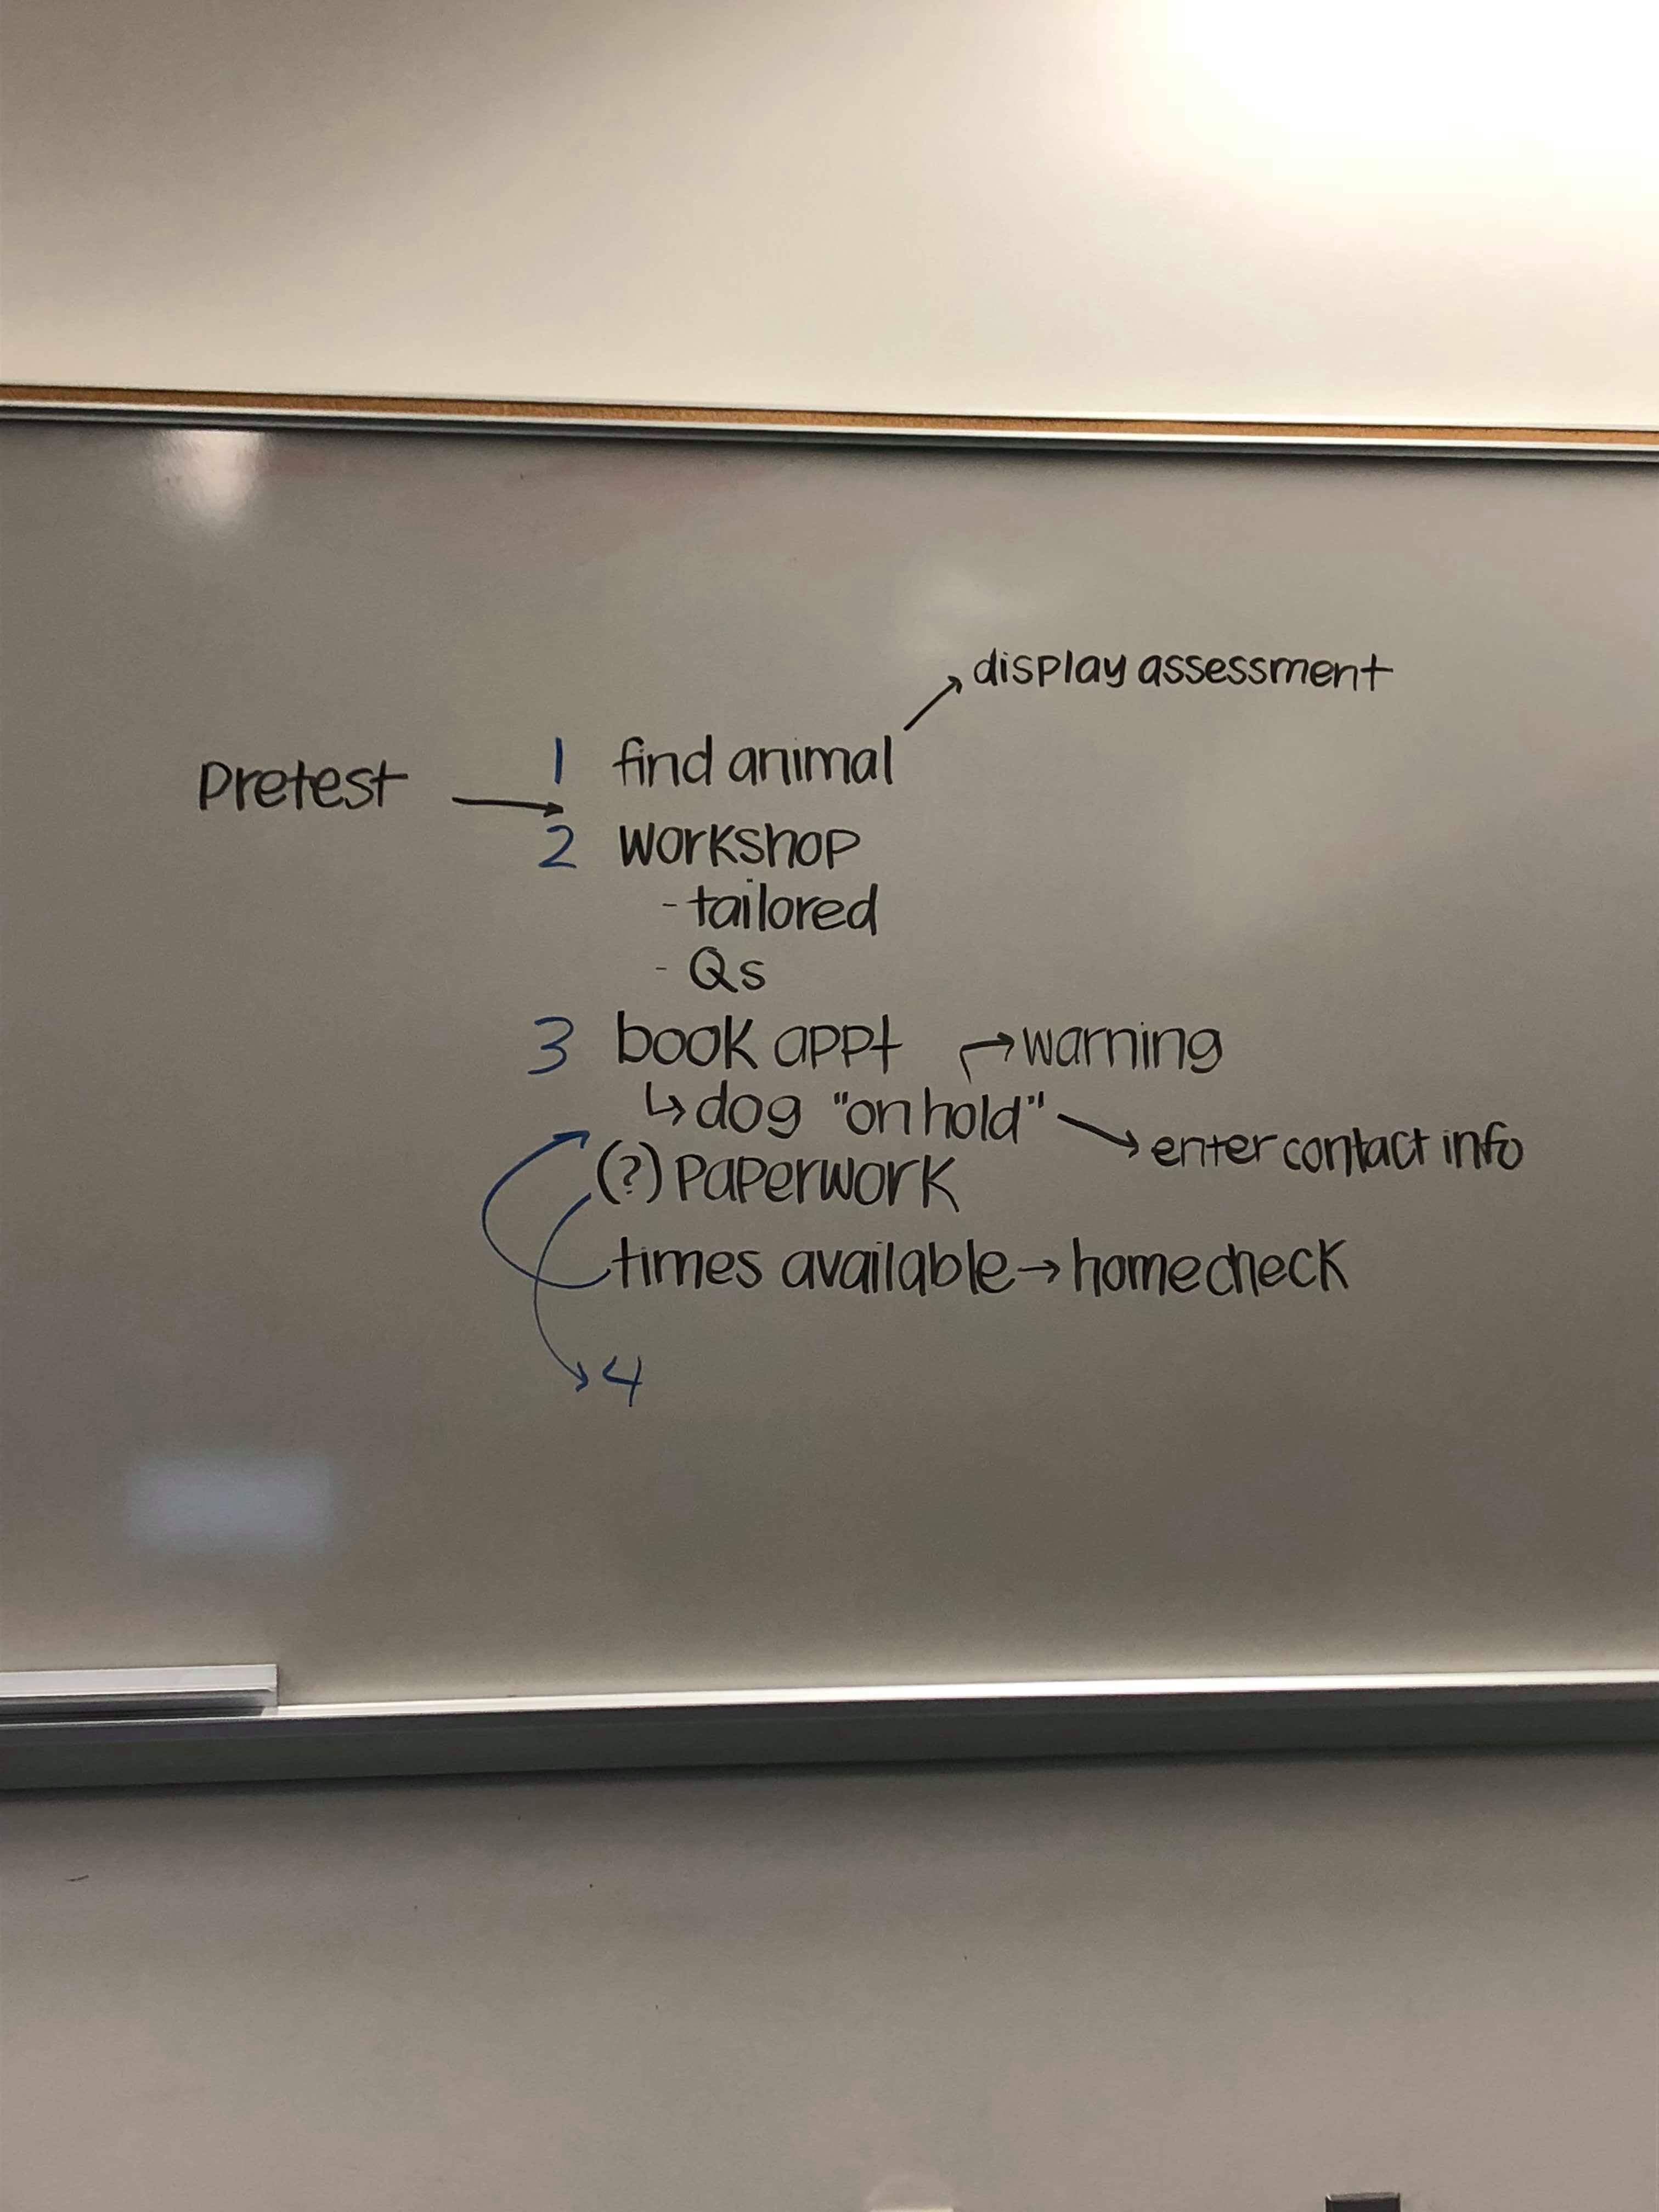 display assessment
Pretest → 1 find animal
2 workshop
- tailored
- Qs
3 book appt → warning
↳ dog "on hold" → enter contact info
(?) paperwork
times available → homecheck
→ 4